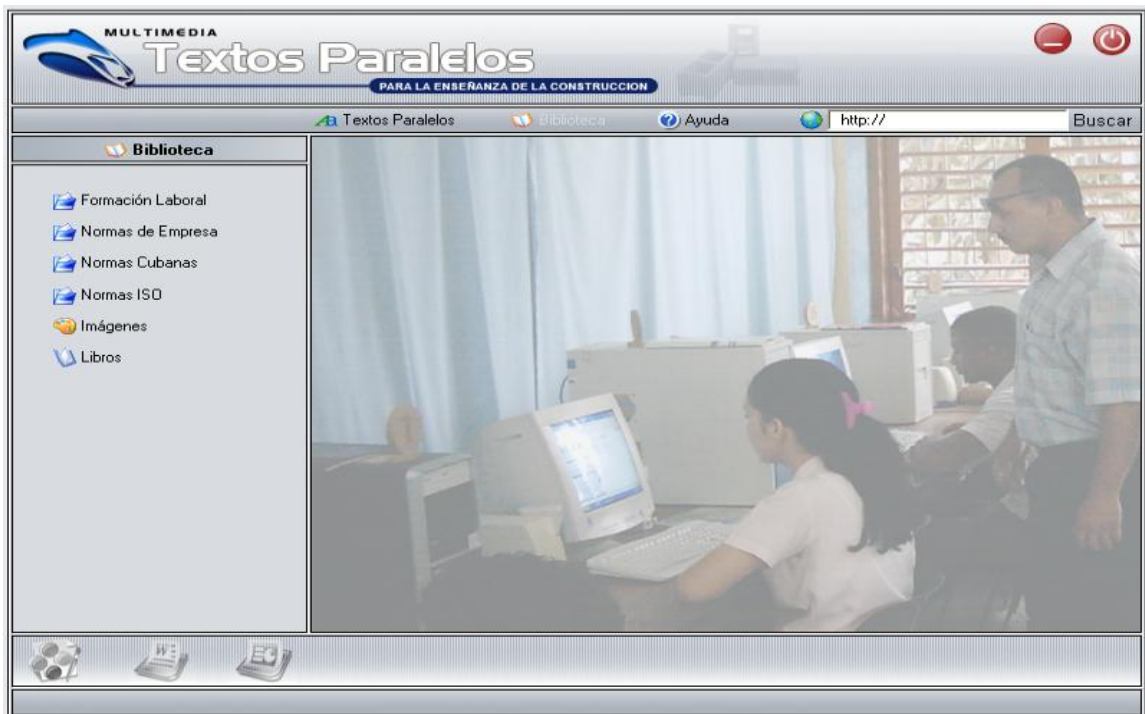 MULTIMEDIA
Textos Paralelos
PARA LA ENSEÑANZA DE LA CONSTRUCCION
Textos Paralelos Biblioteca Ayuda http:// Buscar
Biblioteca
Formación Laboral
Normas de Empresa
Normas Cubanas
Normas ISO
Imágenes
Libros